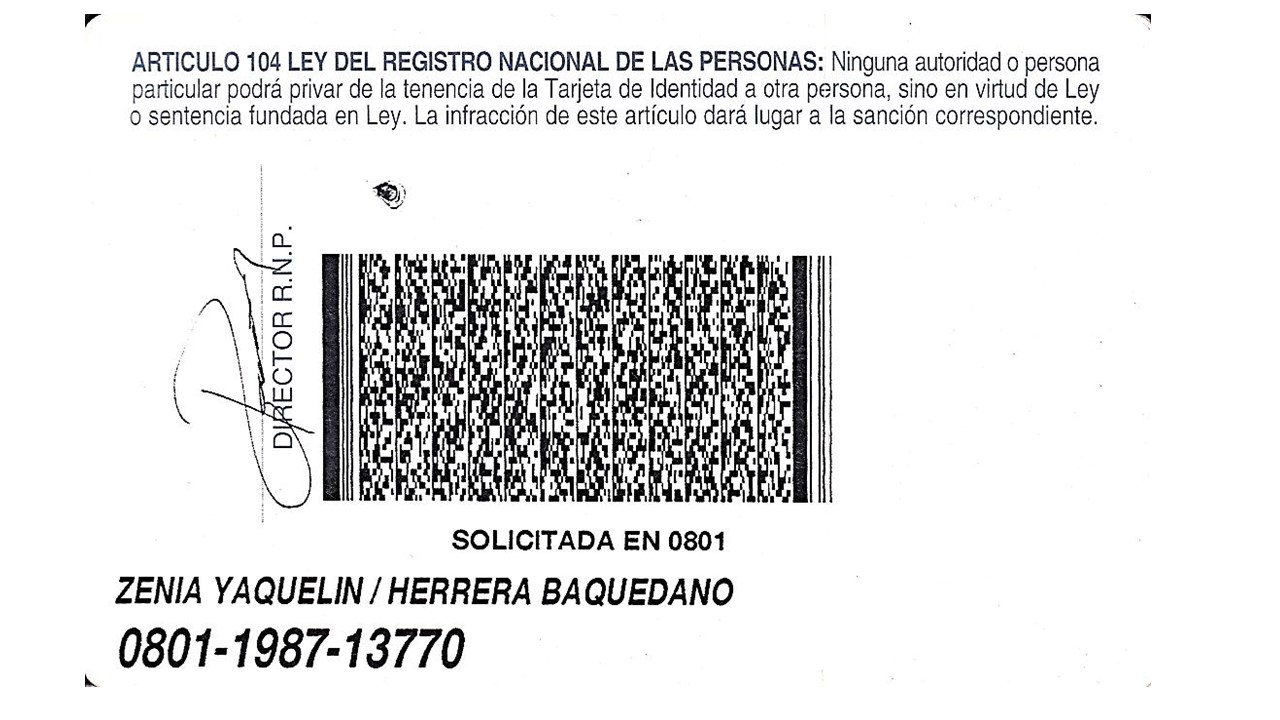 ARTICULO 104 LEY DEL REGISTRO NACIONAL DE LAS PERSONAS: Ninguna autoridad o persona
particular podrá privar de la tenencia de la Tarjeta de Identidad a otra persona, sino en virtud de Ley
o sentencia fundada en Ley. La infracción de este artículo dará lugar a la sanción correspondiente.
DIRECTOR R.N.P.
SOLICITADA EN 0801
ZENIA YAQUELIN / HERRERA BAQUEDANO
0801-1987-13770